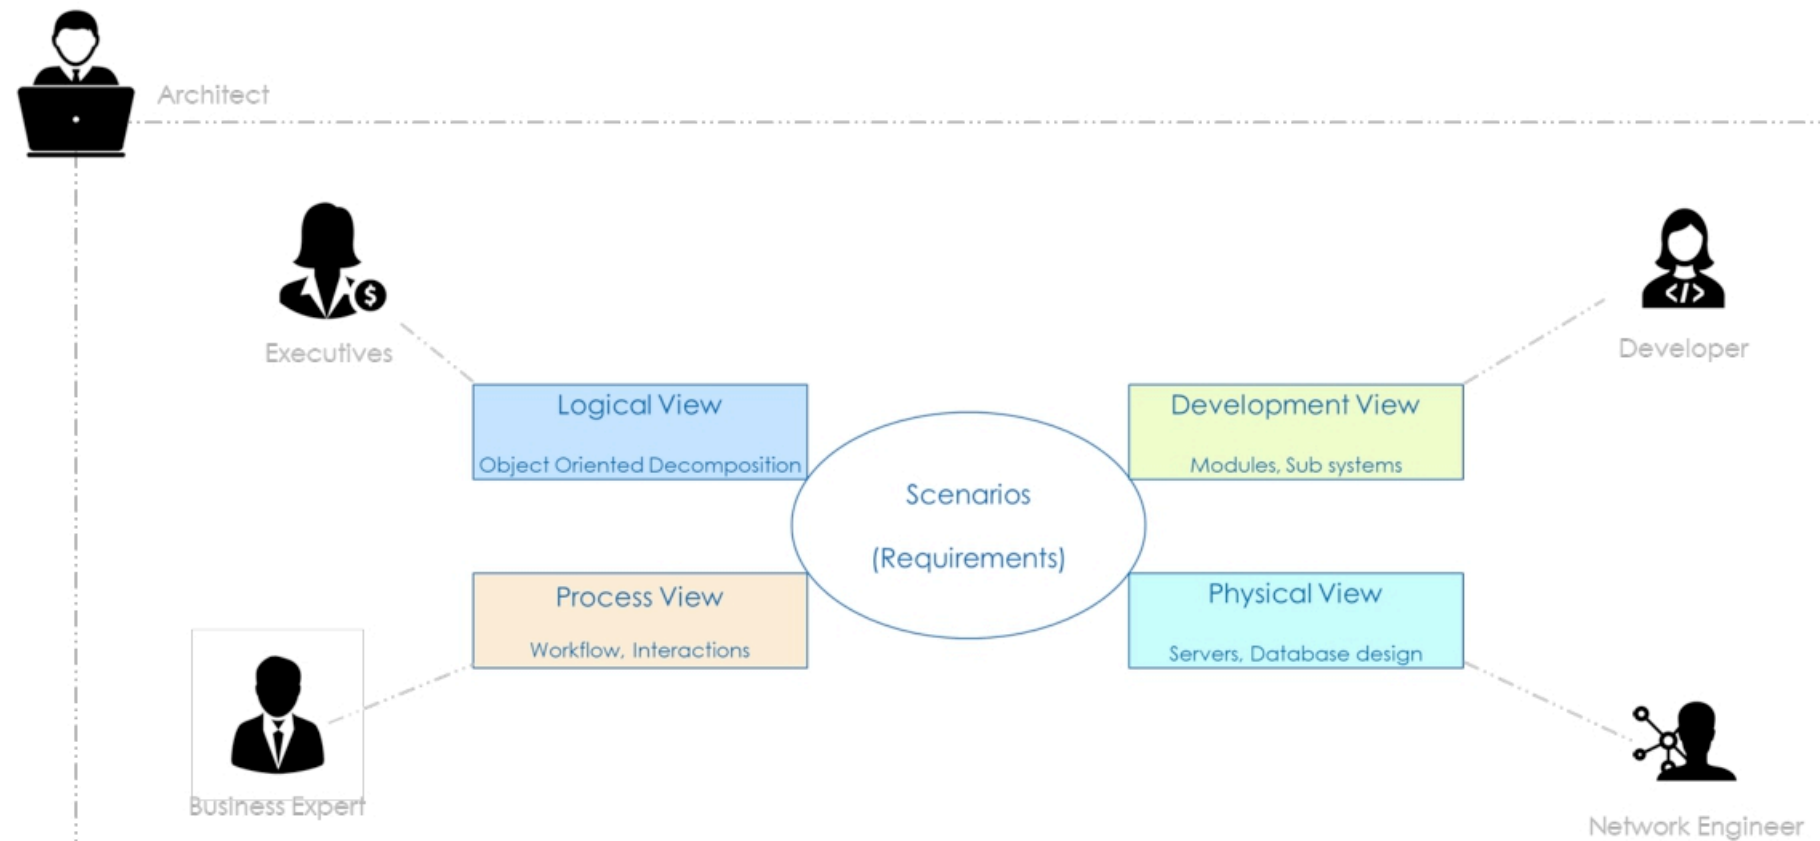 Architect
Executives
Developer
Logical View
Object Oriented Decomposition
Development View
Modules, Sub systems
Scenarios
(Requirements)
Process View
Workflow, Interactions
Physical View
Servers, Database design
Business Expert
Network Engineer
$
</>